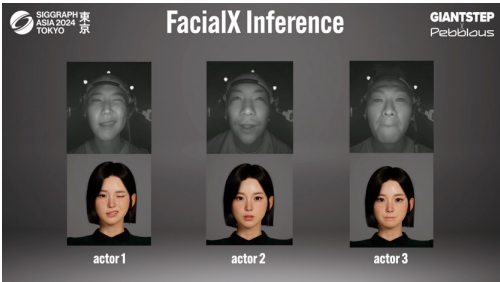 SIGGRAPH
ASIA 2024
TOKYO
東京
FacialX Inference
GIANTSTEP
Pebblous
actor 1
actor 2
actor 3